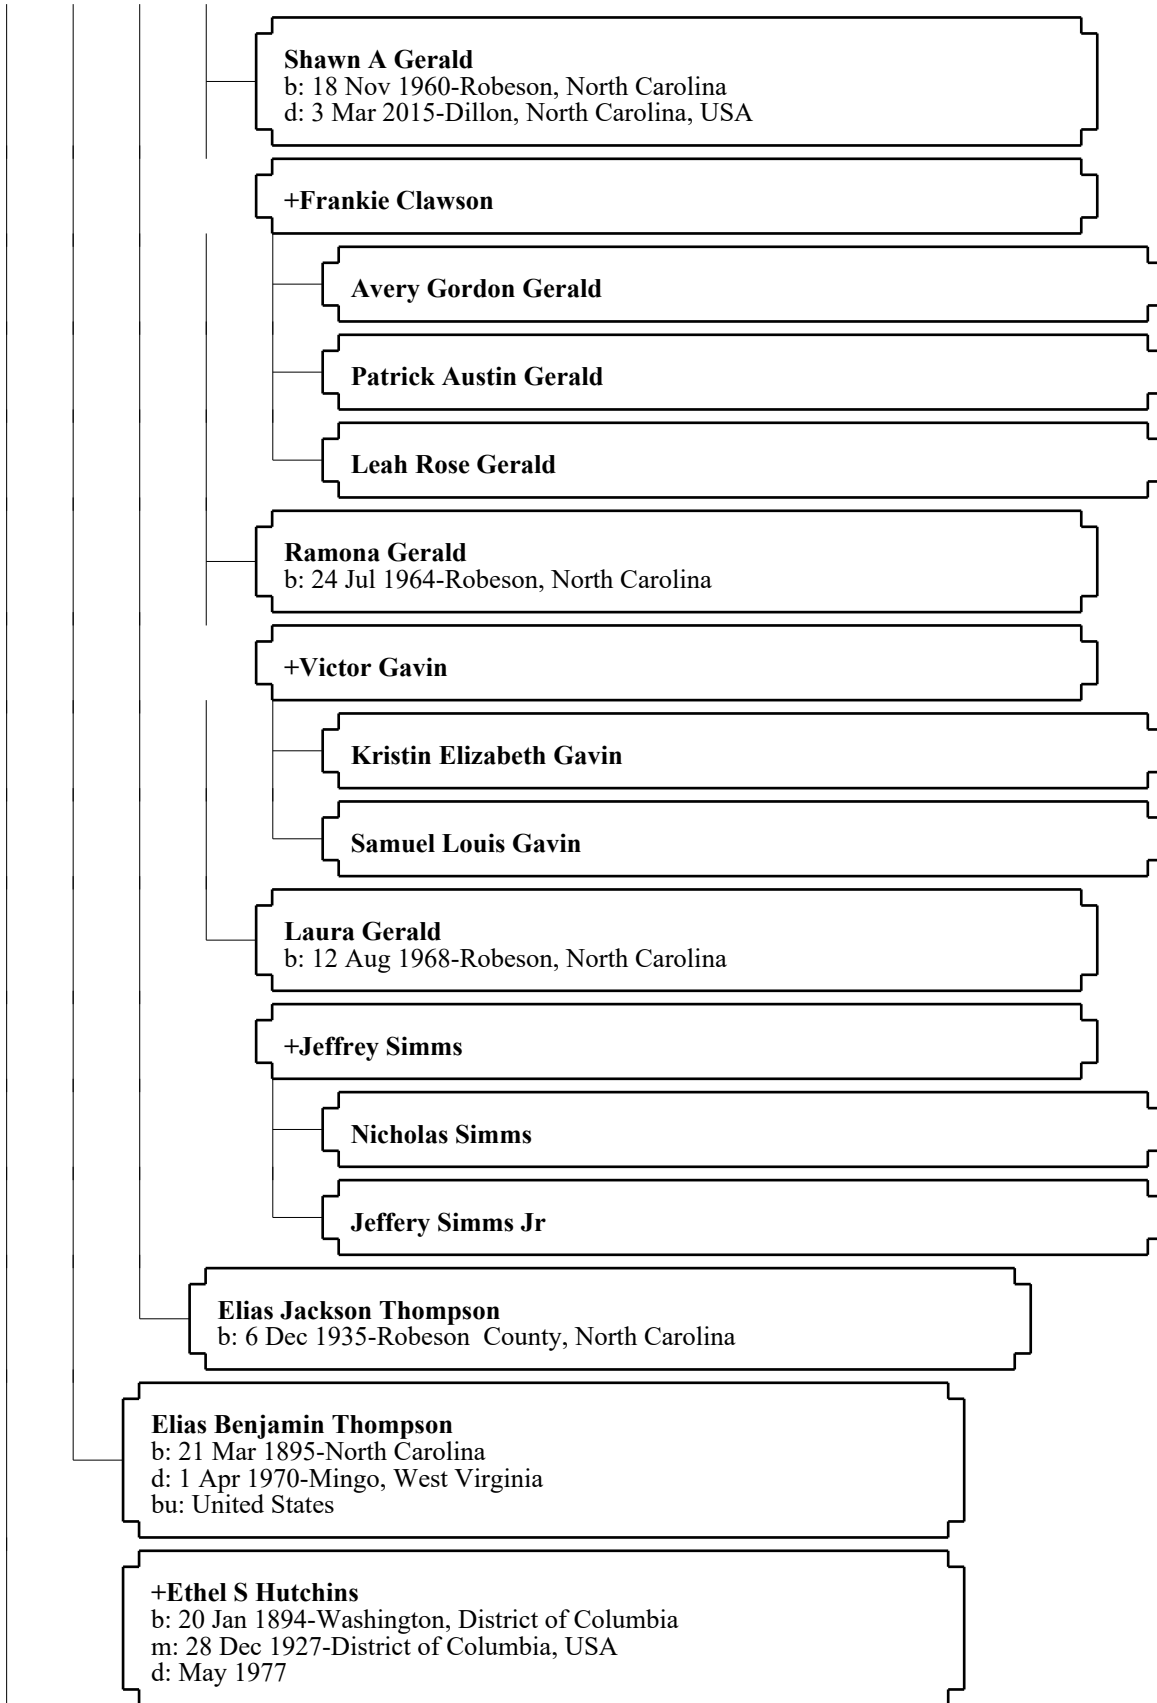 Shawn A Gerald
b: 18 Nov 1960-Robeson, North Carolina
d: 3 Mar 2015-Dillon, North Carolina, USA
+Frankie Clawson
Avery Gordon Gerald
Patrick Austin Gerald
Leah Rose Gerald
Ramona Gerald
b: 24 Jul 1964-Robeson, North Carolina
+Victor Gavin
Kristin Elizabeth Gavin
Samuel Louis Gavin
Laura Gerald
b: 12 Aug 1968-Robeson, North Carolina
+Jeffrey Simms
Nicholas Simms
Jeffery Simms Jr
Elias Jackson Thompson
b: 6 Dec 1935-Robeson  County, North Carolina
Elias Benjamin Thompson
b: 21 Mar 1895-North Carolina
d: 1 Apr 1970-Mingo, West Virginia
bu: United States
+Ethel S Hutchins
b: 20 Jan 1894-Washington, District of Columbia
m: 28 Dec 1927-District of Columbia, USA
d: May 1977